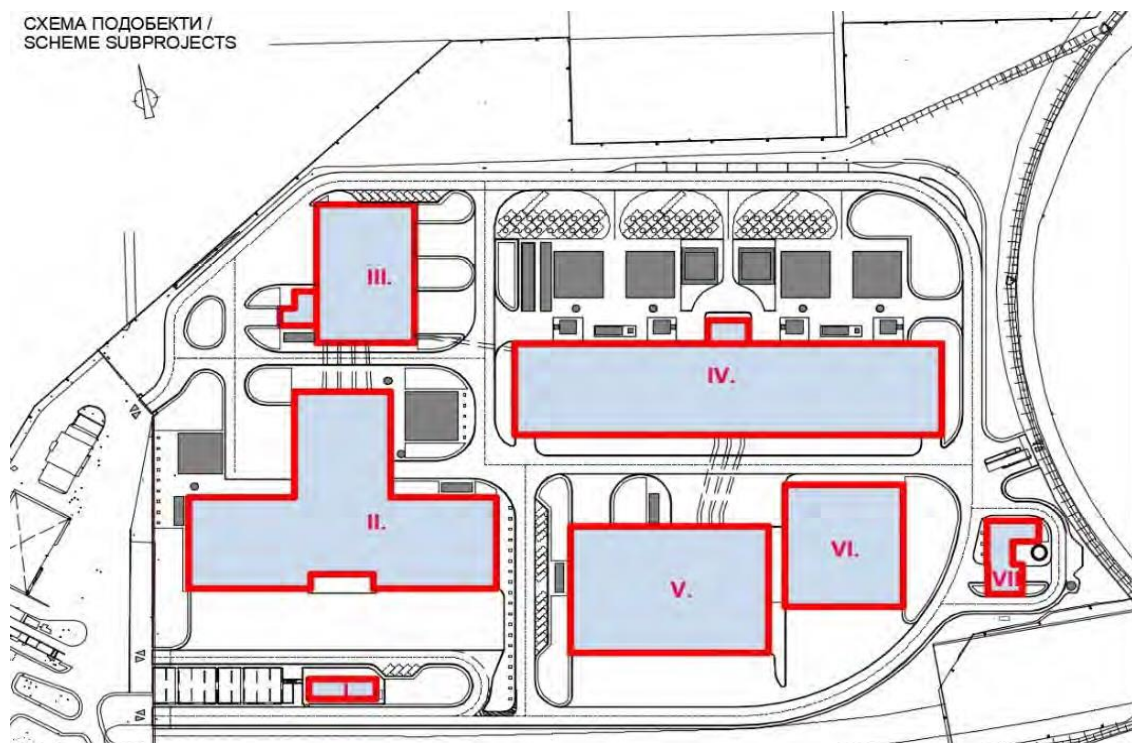 СХЕМА ПОДОБЕКТИ /
SCHEME SUBPROJECTS
III.
IV.
II.
VI.
V.
VII